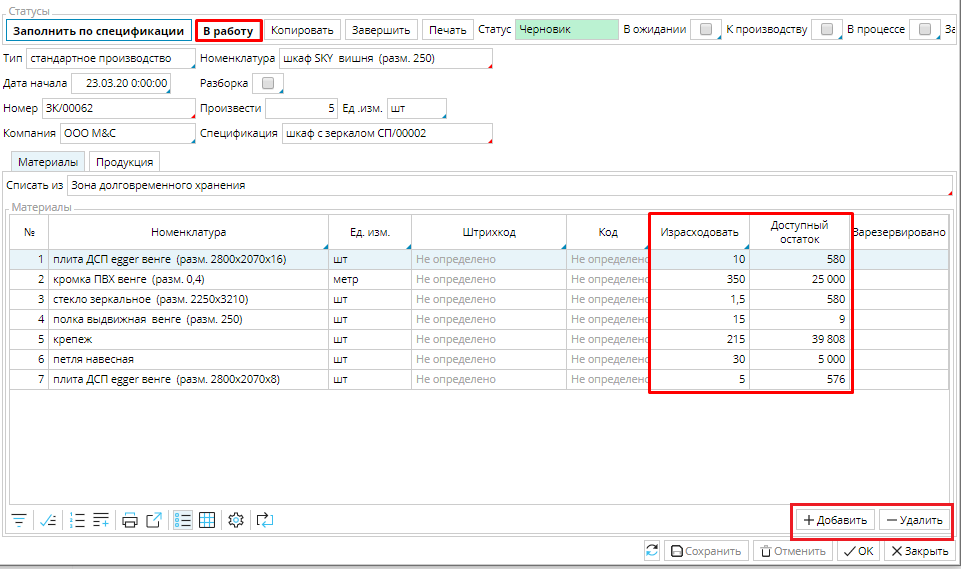 Статусы
Заполнить по спецификации В работу Копировать Завершить Печать Статус Черновик В ожидании К производству В процессе За
Тип стандартное производство Номенклатура шкаф SKY вишня (разм. 250)
Дата начала 23.03.20 0:00:00 Разборка
Номер ЗК/00062 Произвести 5 Ед .изм. шт
Компания ООО М&С Спецификация шкаф с зеркалом СП/00002
Материалы Продукция
Списать из Зона долговременного хранения
Материалы
№ Номенклатура Ед. изм. Штрихкод Код Израсходовать Доступный остаток Зарезервировано
1 плита ДСП egger венге (разм. 2800х2070х16) шт Не определено Не определено 10 580
2 кромка ПВХ венге (разм. 0,4) метр Не определено Не определено 350 25 000
3 стекло зеркальное (разм. 2250х3210) шт Не определено Не определено 1,5 580
4 полка выдвижная венге (разм. 250) шт Не определено Не определено 15 9
5 крепеж шт Не определено Не определено 215 39 808
6 петля навесная шт Не определено Не определено 30 5 000
7 плита ДСП egger венге (разм. 2800х2070х8) шт Не определено Не определено 5 576
Добавить Удалить
Сохранить Отменить ОК Закрыть